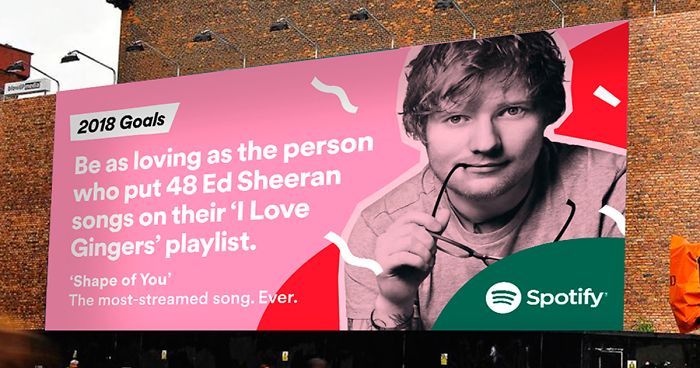 blowUPmedia
2018 Goals
Be as loving as the person
who put 48 Ed Sheeran
songs on their ‘I Love
Gingers’ playlist.
‘Shape of You’
The most-streamed song. Ever.
Spotify